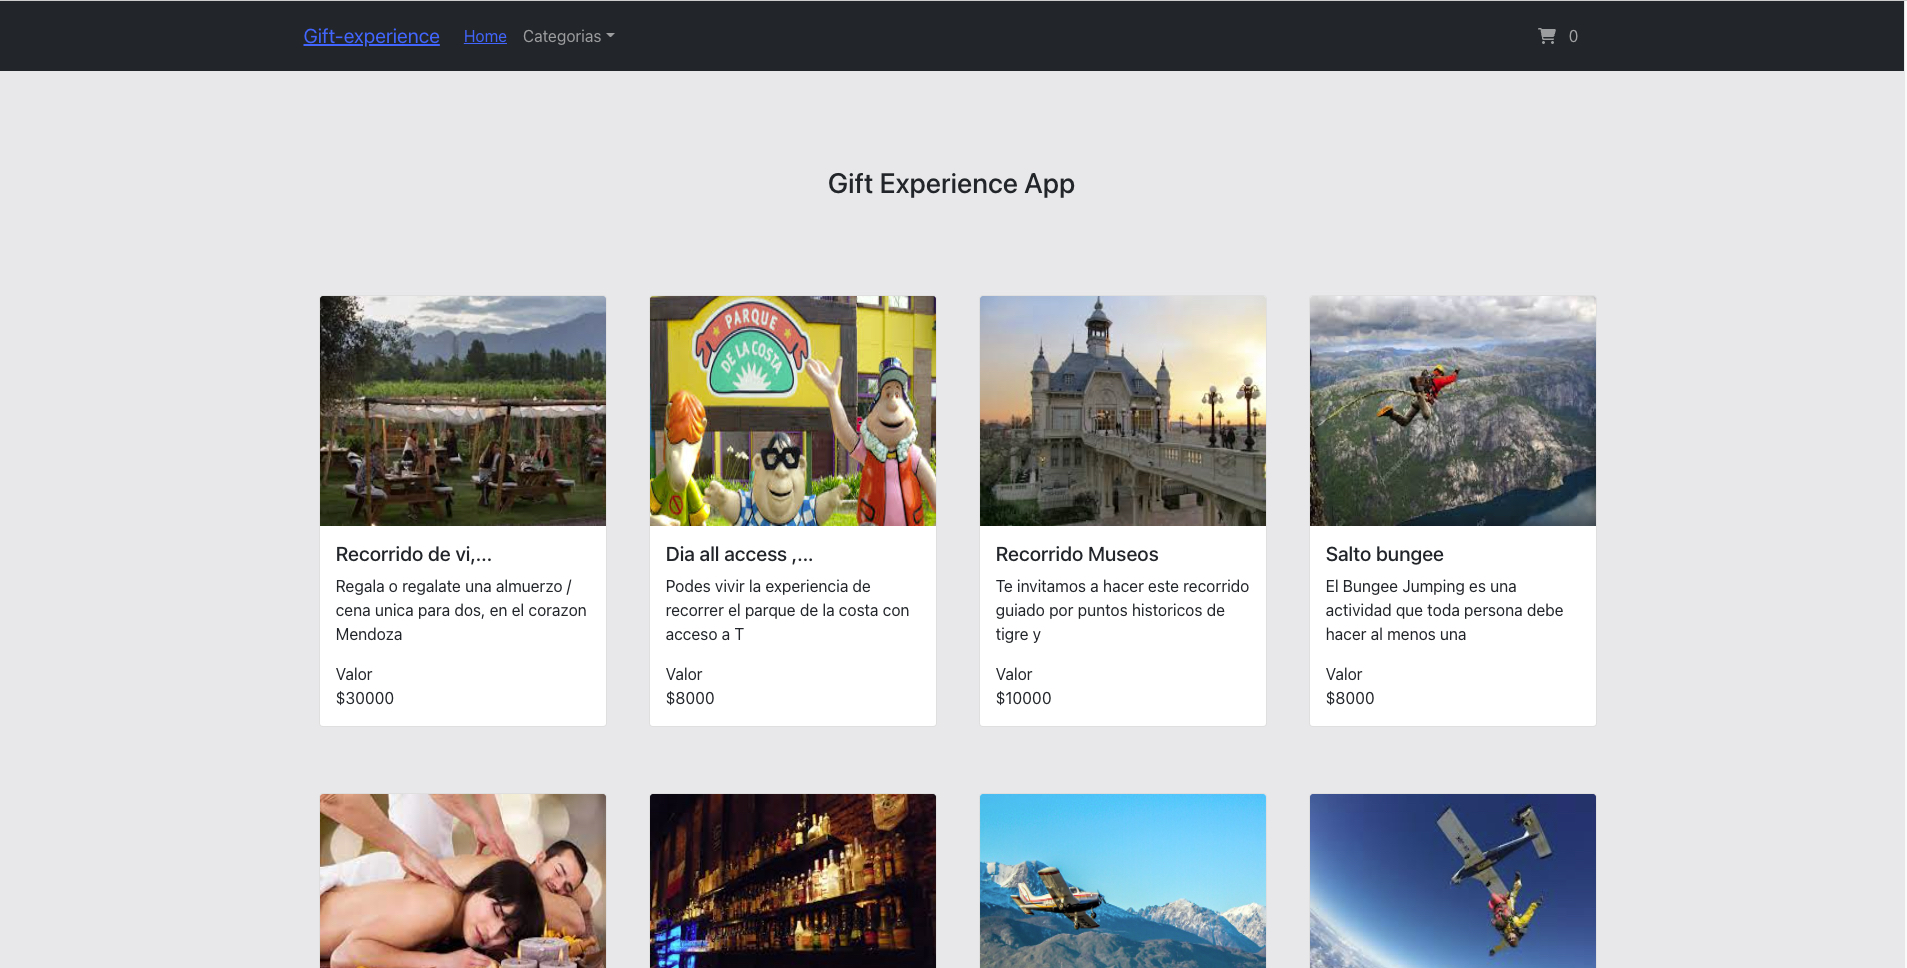 Gift-experience Home Categorias 0
Gift Experience App
PARQUE
DE LA COSTA
Recorrido de vi,...
Regala o regalate una almuerzo /
cena unica para dos, en el corazon
Mendoza
Valor
$30000
Dia all access ,...
Podes vivir la experiencia de
recorrer el parque de la costa con
acceso a T
Valor
$8000
Recorrido Museos
Te invitamos a hacer este recorrido
guiado por puntos historicos de
tigre y
Valor
$10000
Salto bungee
El Bungee Jumping es una
actividad que toda persona debe
hacer al menos una
Valor
$8000